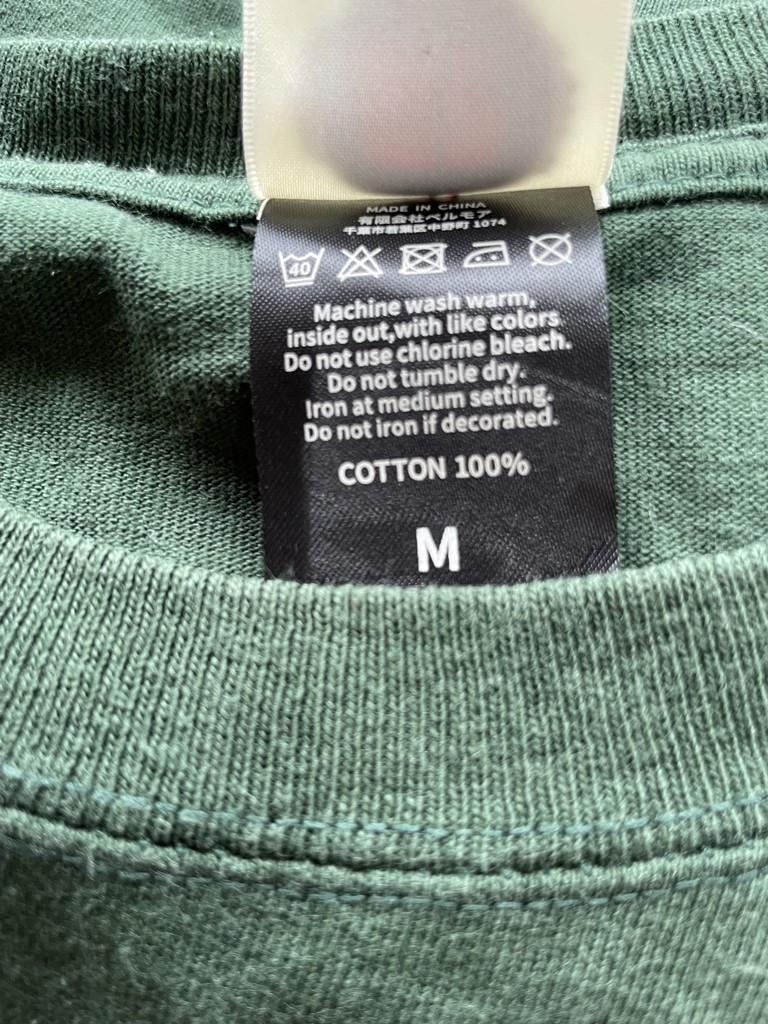 MADE IN CHINA
有限会社ベルモア
千葉市若葉区中野町 1074
40
Machine wash warm,
inside out,with like colors
Do not use chlorine bleach.
Do not tumble dry.
Iron at medium setting.
Do not iron if decorated.
COTTON 100%
M